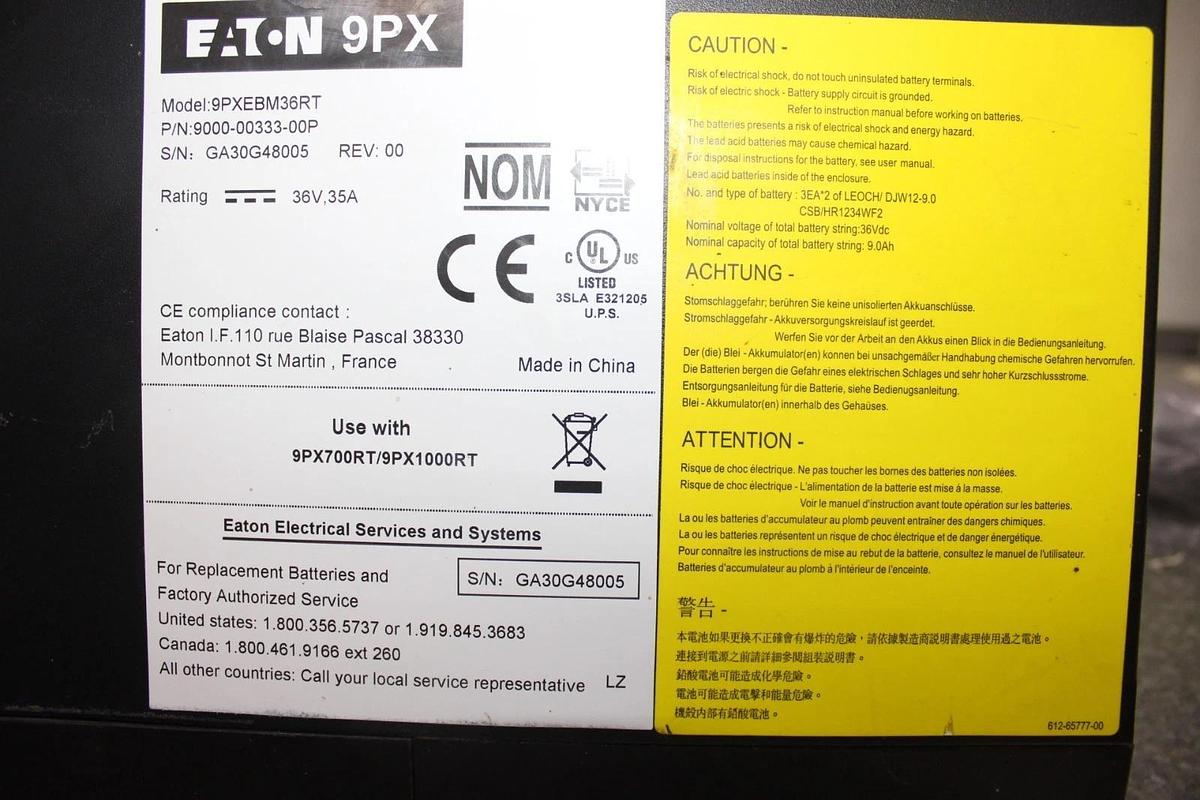 EATON 9PX
Model:9PXEBM36RT
P/N:9000-00333-00P
S/N: GA30G48005 REV: 00
Rating 36V,35A
NOM
NYCE
CE
C UL US
LISTED
3SLA E321205
U.P.S.
CE compliance contact :
Eaton I.F.110 rue Blaise Pascal 38330
Montbonnot St Martin , France
Made in China
Use with
9PX700RT/9PX1000RT
Eaton Electrical Services and Systems
For Replacement Batteries and
Factory Authorized Service
S/N: GA30G48005
United states: 1.800.356.5737 or 1.919.845.3683
Canada: 1.800.461.9166 ext 260
All other countries: Call your local service representative LZ
CAUTION -
Risk of electrical shock, do not touch uninsulated battery terminals.
Risk of electric shock - Battery supply circuit is grounded.
Refer to instruction manual before working on batteries.
The batteries presents a risk of electrical shock and energy hazard.
The lead acid batteries may cause chemical hazard.
For disposal instructions for the battery, see user manual.
Lead acid batteries inside of the enclosure.
No. and type of battery : 3EA*2 of LEOCH/ DJW12-9.0
CSB/HR1234WF2
Nominal voltage of total battery string:36Vdc
Nominal capacity of total battery string: 9.0Ah
ACHTUNG -
Stomschlaggefahr; berühren Sie keine unisolierten Akkuanschlüsse.
Stromschlaggefahr - Akkuversorgungskreislauf ist geerdet.
Werfen Sie vor der Arbeit an den Akkus einen Blick in die Bedienungsanleitung.
Der (die) Blei - Akkumulator(en) konnen bei unsachgemäßer Handhabung chemische Gefahren hervorrufen.
Die Batterien bergen die Gefahr eines elektrischen Schlages und sehr hoher Kurzschlussstrome.
Entsorgungsanleitung für die Batterie, siehe Bedienugsanleitung.
Blei - Akkumulator(en) innerhalb des Gehaüses.
ATTENTION -
Risque de choc électrique. Ne pas toucher les bornes des batteries non isolées.
Risque de choc électrique - L'alimentation de la batterie est mise á la masse.
Voir le manuel d'instruction avant toute opération sur les batteries.
La ou les batteries d'accumulateur au plomb peuvent entraîner des dangers chimiques.
La ou les batteries représentent un risque de choc électrique et de danger énergétique.
Pour connaître les instructions de mise au rebut de la batterie, consultez le manuel de l'utilisateur.
Batteries d'accumulateur au plomb à l'intérieure de l'enceinte.
警告 -
本電池如果更換不正確會有爆炸的危險，請依據製造商説明書處理使用過之電池。
連接到電源之前請詳細參閱組装説明書。
鉛酸電池可能造成化學危險。
電池可能造成電擊和能量危險。
機殼内部有鉛酸電池。
612-65777-00